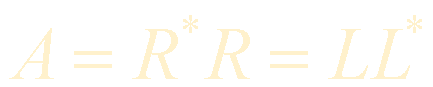 A = R* R = LL*